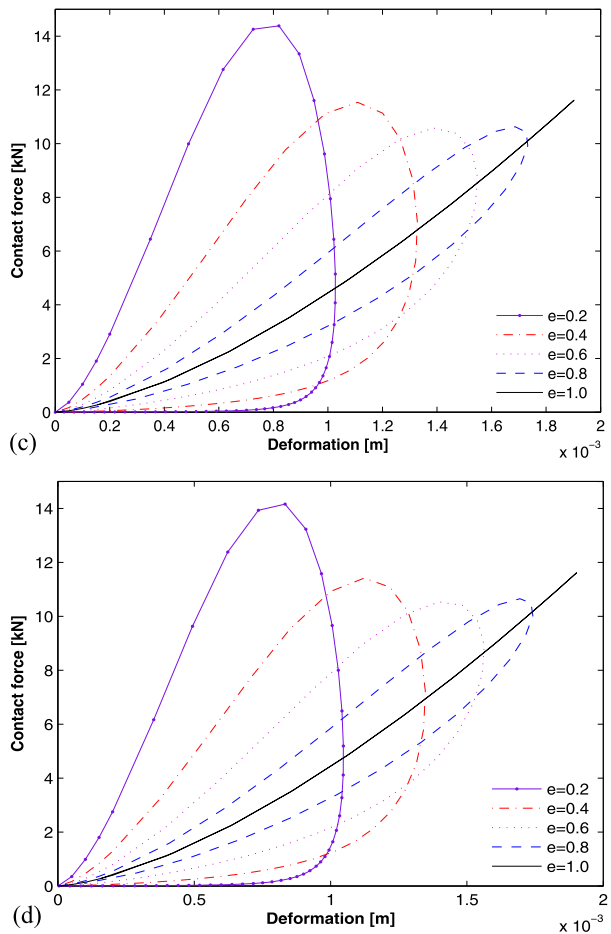 14
12
10
8
6
4
2
0
Contact force [kN]
e=0.2
e=0.4
e=0.6
e=0.8
e=1.0
0 0.2 0.4 0.6 0.8 1 1.2 1.4 1.6 1.8 2
Deformation [m]
x 10⁻³
(c)
14
12
10
8
6
4
2
0
Contact force [kN]
e=0.2
e=0.4
e=0.6
e=0.8
e=1.0
0 0.5 1 1.5 2
Deformation [m]
x 10⁻³
(d)